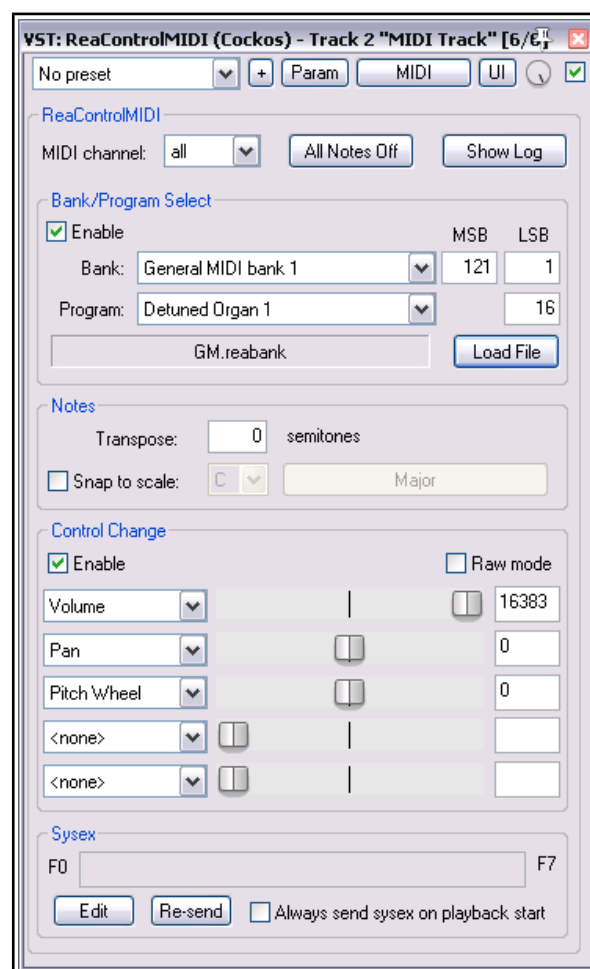 VST: ReaControlMIDI (Cockos) - Track 2 "MIDI Track" [6/6]
No preset + Param MIDI UI
ReaControlMIDI
MIDI channel: all All Notes Off Show Log
Bank/Program Select
Enable MSB LSB
Bank: General MIDI bank 1 121 1
Program: Detuned Organ 1 16
GM.reabank Load File
Notes
Transpose: 0 semitones
Snap to scale: C Major
Control Change
Enable Raw mode
Volume 16383
Pan 0
Pitch Wheel 0
<none>
<none>
Sysex
F0 F7
Edit Re-send Always send sysex on playback start